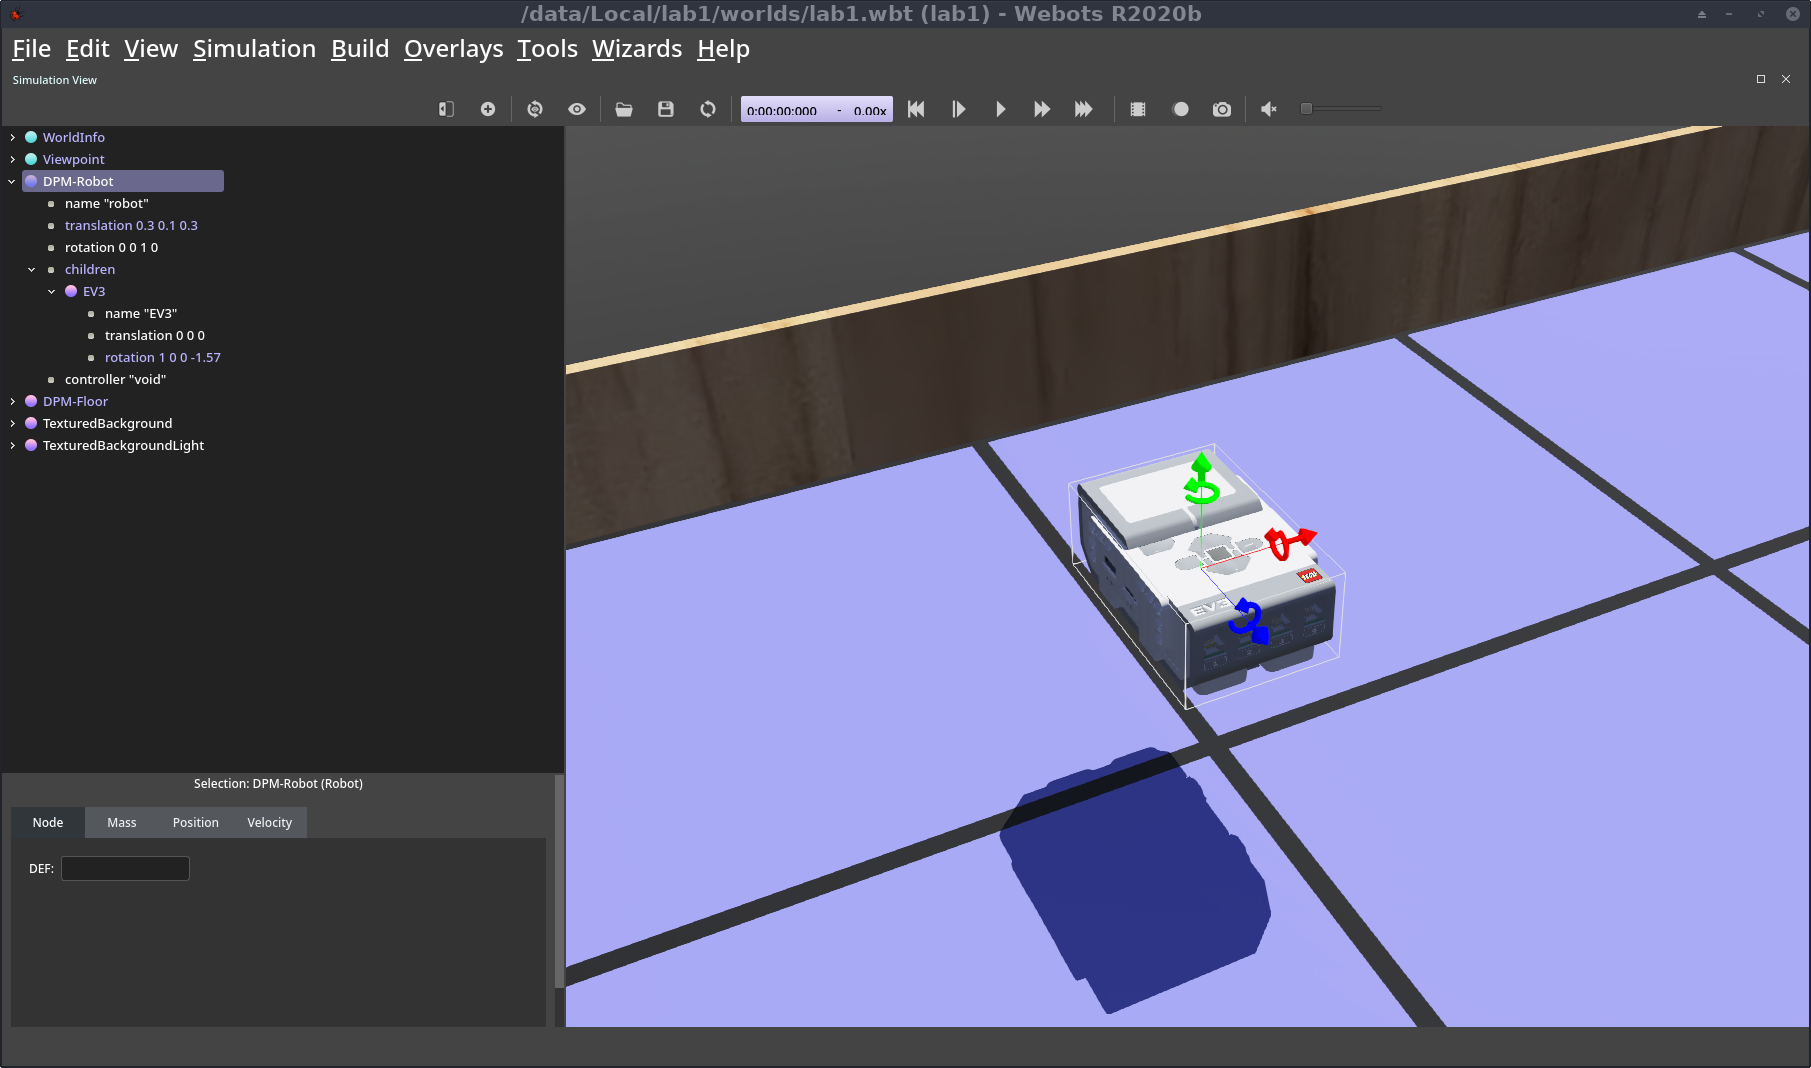 /data/Local/lab1/worlds/lab1.wbt (lab1) - Webots R2020b
File Edit View Simulation Build Overlays Tools Wizards Help
Simulation View
0:00:00:000 - 0.00x
WorldInfo
Viewpoint
DPM-Robot
name "robot"
translation 0.3 0.1 0.3
rotation 0 0 1 0
children
EV3
name "EV3"
translation 0 0 0
rotation 1 0 0 -1.57
controller "void"
DPM-Floor
TexturedBackground
TexturedBackgroundLight
Selection: DPM-Robot (Robot)
Node Mass Position Velocity
DEF:
LEGO
EV3